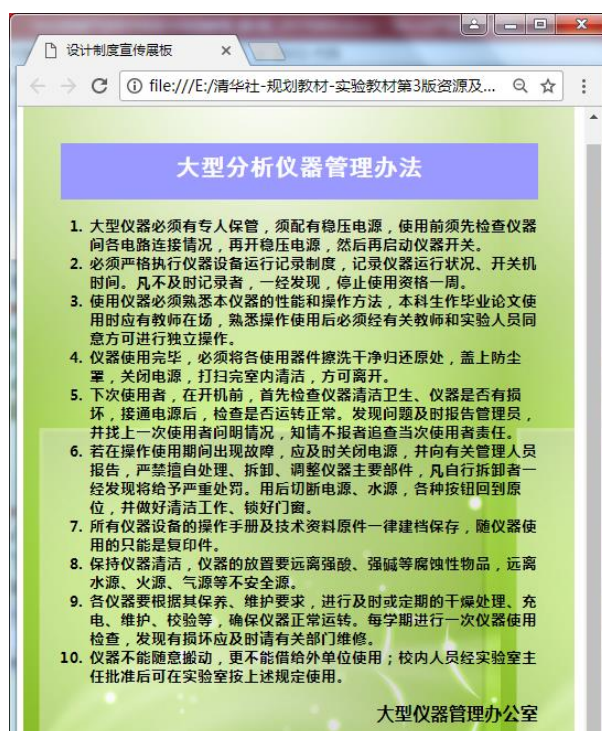 设计制度宣传展板
file:///E:/清华社-规划教材-实验教材第3版资源及...
大型分析仪器管理办法
1. 大型仪器必须有专人保管，须配有稳压电源，使用前须先检查仪器
间各电路连接情况，再开稳压电源，然后再启动仪器开关。
2. 必须严格执行仪器设备运行记录制度，记录仪器运行状况、开关机
时间。凡不及时记录者，一经发现，停止使用资格一周。
3. 使用仪器必须熟悉本仪器的性能和操作方法，本科生作毕业论文使
用时应有教师在场，熟悉操作使用后必须经有关教师和实验人员同
意方可进行独立操作。
4. 仪器使用完毕，必须将各使用器件擦洗干净归还原处，盖上防尘
罩，关闭电源，打扫完室内清洁，方可离开。
5. 下次使用者，在开机前，首先检查仪器清洁卫生、仪器是否有损
坏，接通电源后，检查是否运转正常。发现问题及时报告管理员，
并找上一次使用者问明情况，知情不报者追查当次使用者责任。
6. 若在操作使用期间出现故障，应及时关闭电源，并向有关管理人员
报告，严禁擅自处理、拆卸、调整仪器主要部件，凡自行拆卸者一
经发现将给予严重处罚。用后切断电源、水源，各种按钮回到原
位，并做好清洁工作、锁好门窗。
7. 所有仪器设备的操作手册及技术资料原件一律建档保存，随仪器使
用的只能是复印件。
8. 保持仪器清洁，仪器的放置要远离强酸、强碱等腐蚀性物品，远离
水源、火源、气源等不安全源。
9. 各仪器要根据其保养、维护要求，进行及时或定期的干燥处理、充
电、维护、校验等，确保仪器正常运转。每学期进行一次仪器使用
检查，发现有损坏应及时请有关部门维修。
10. 仪器不能随意搬动，更不能借给外单位使用；校内人员经实验室主
任批准后可在实验室按上述规定使用。
大型仪器管理办公室